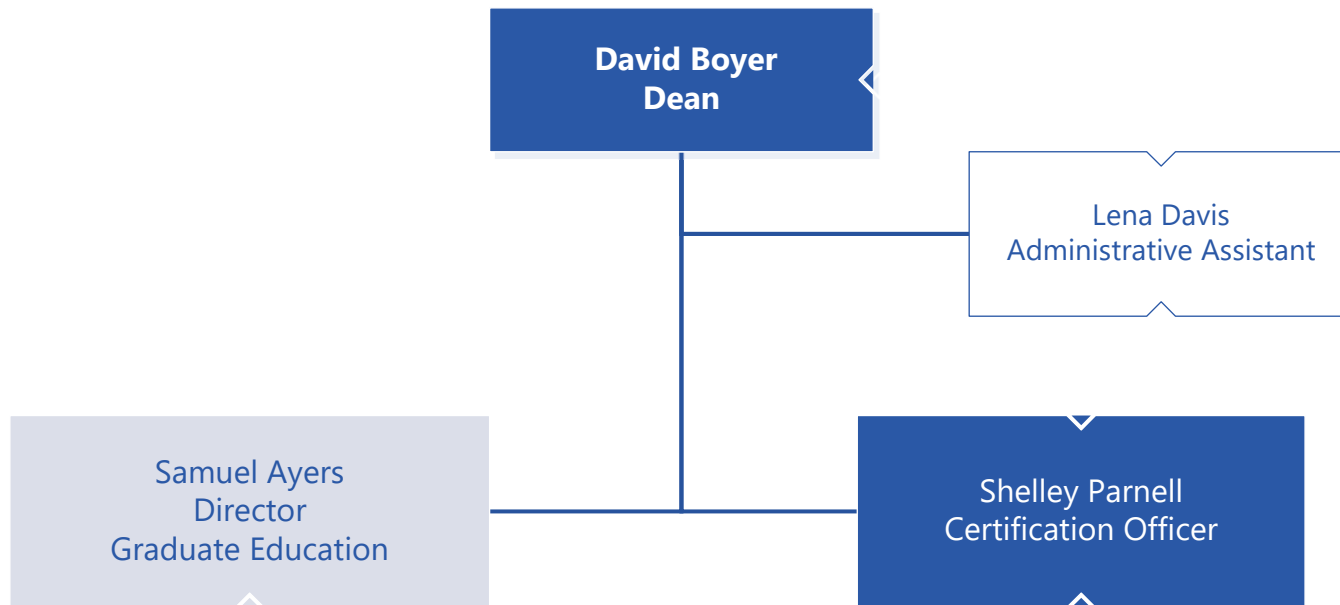 David Boyer
Dean
Lena Davis
Administrative Assistant
Samuel Ayers
Director
Graduate Education
Shelley Parnell
Certification Officer